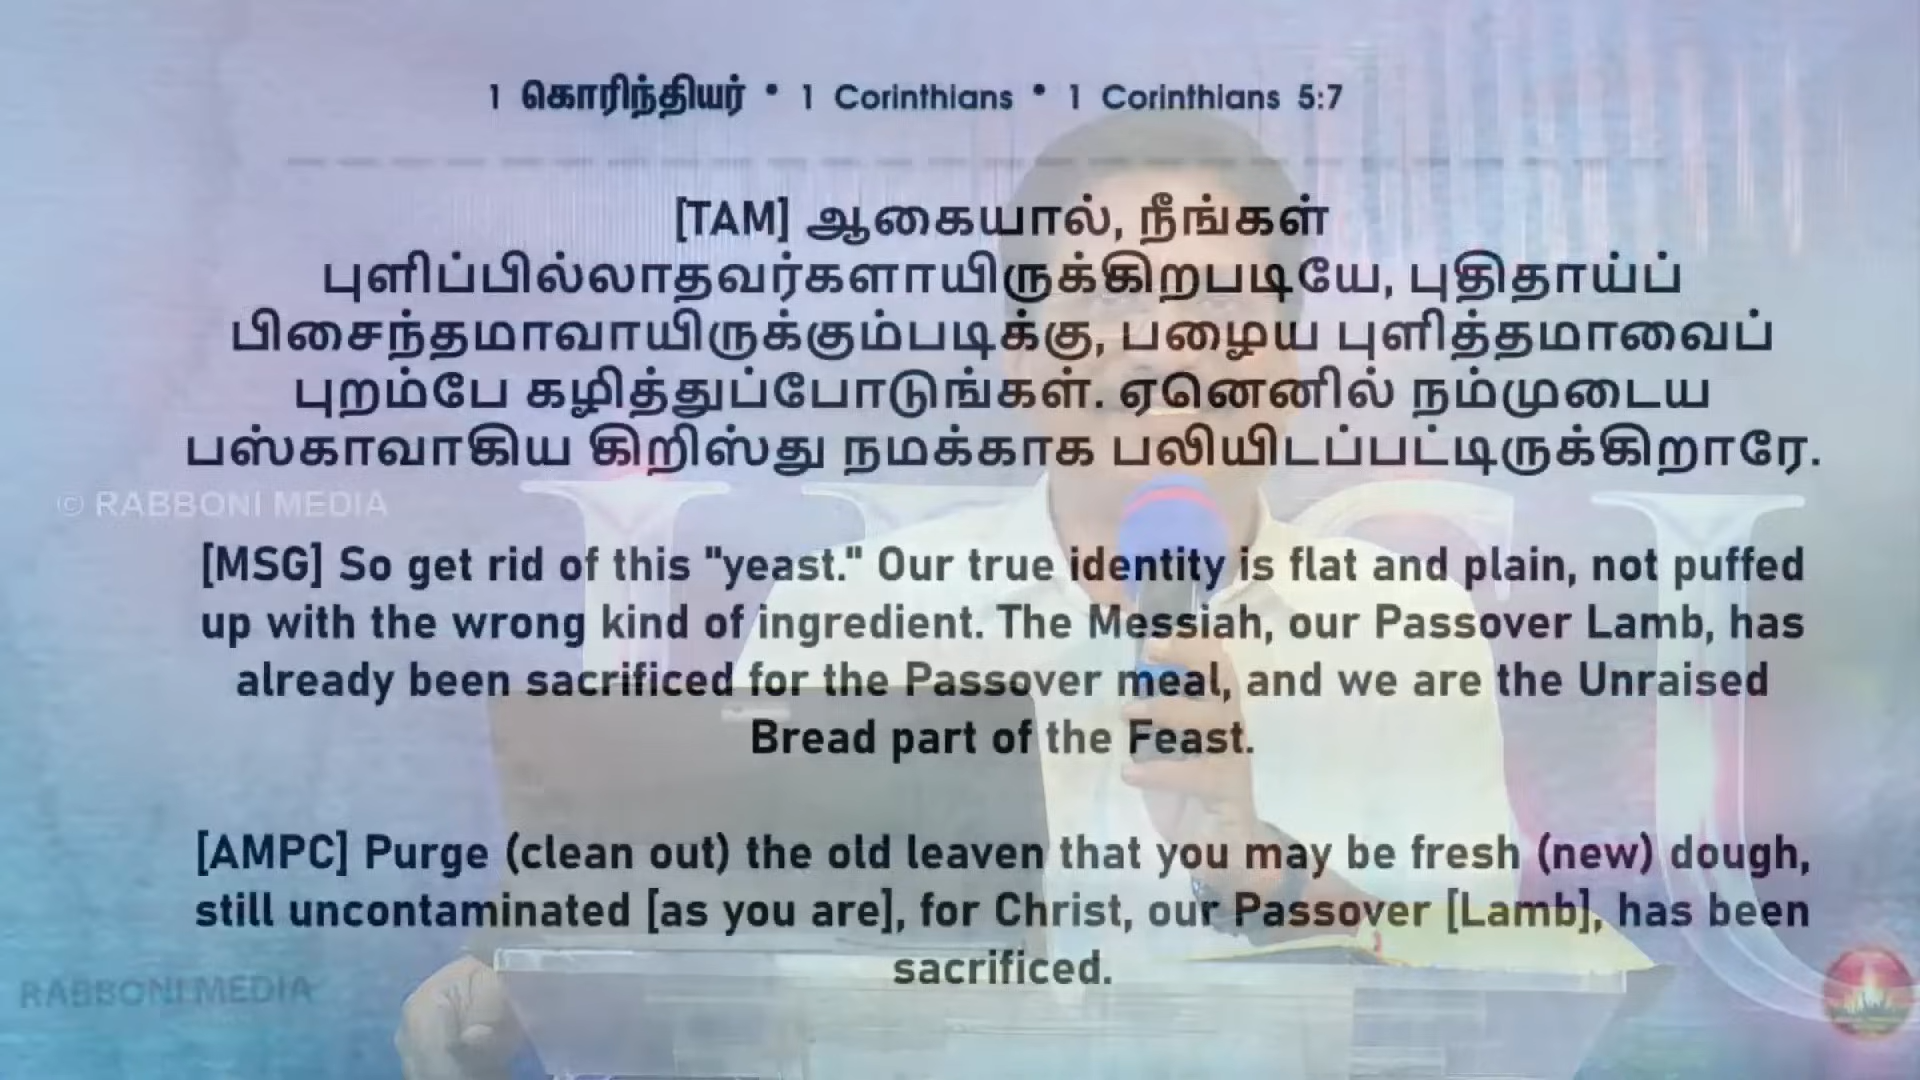 1 கொரிந்தியர் • 1 Corinthians • 1 Corinthians 5:7
[TAM] ஆகையால், நீங்கள்
புளிப்பில்லாதவர்களாயிருக்கிறபடியே, புதிதாய்ப்
பிசைந்தமாவாயிருக்கும்படிக்கு, பழைய புளித்தமாவைப்
புறம்பே கழித்துப்போடுங்கள். ஏனெனில் நம்முடைய
பஸ்காவாகிய கிறிஸ்து நமக்காக பலியிடப்பட்டிருக்கிறாரே.
© RABBONI MEDIA
[MSG] So get rid of this "yeast." Our true identity is flat and plain, not puffed
up with the wrong kind of ingredient. The Messiah, our Passover Lamb, has
already been sacrificed for the Passover meal, and we are the Unraised
Bread part of the Feast.
[AMPC] Purge (clean out) the old leaven that you may be fresh (new) dough,
still uncontaminated [as you are], for Christ, our Passover [Lamb], has been
sacrificed.
RABBONI MEDIA